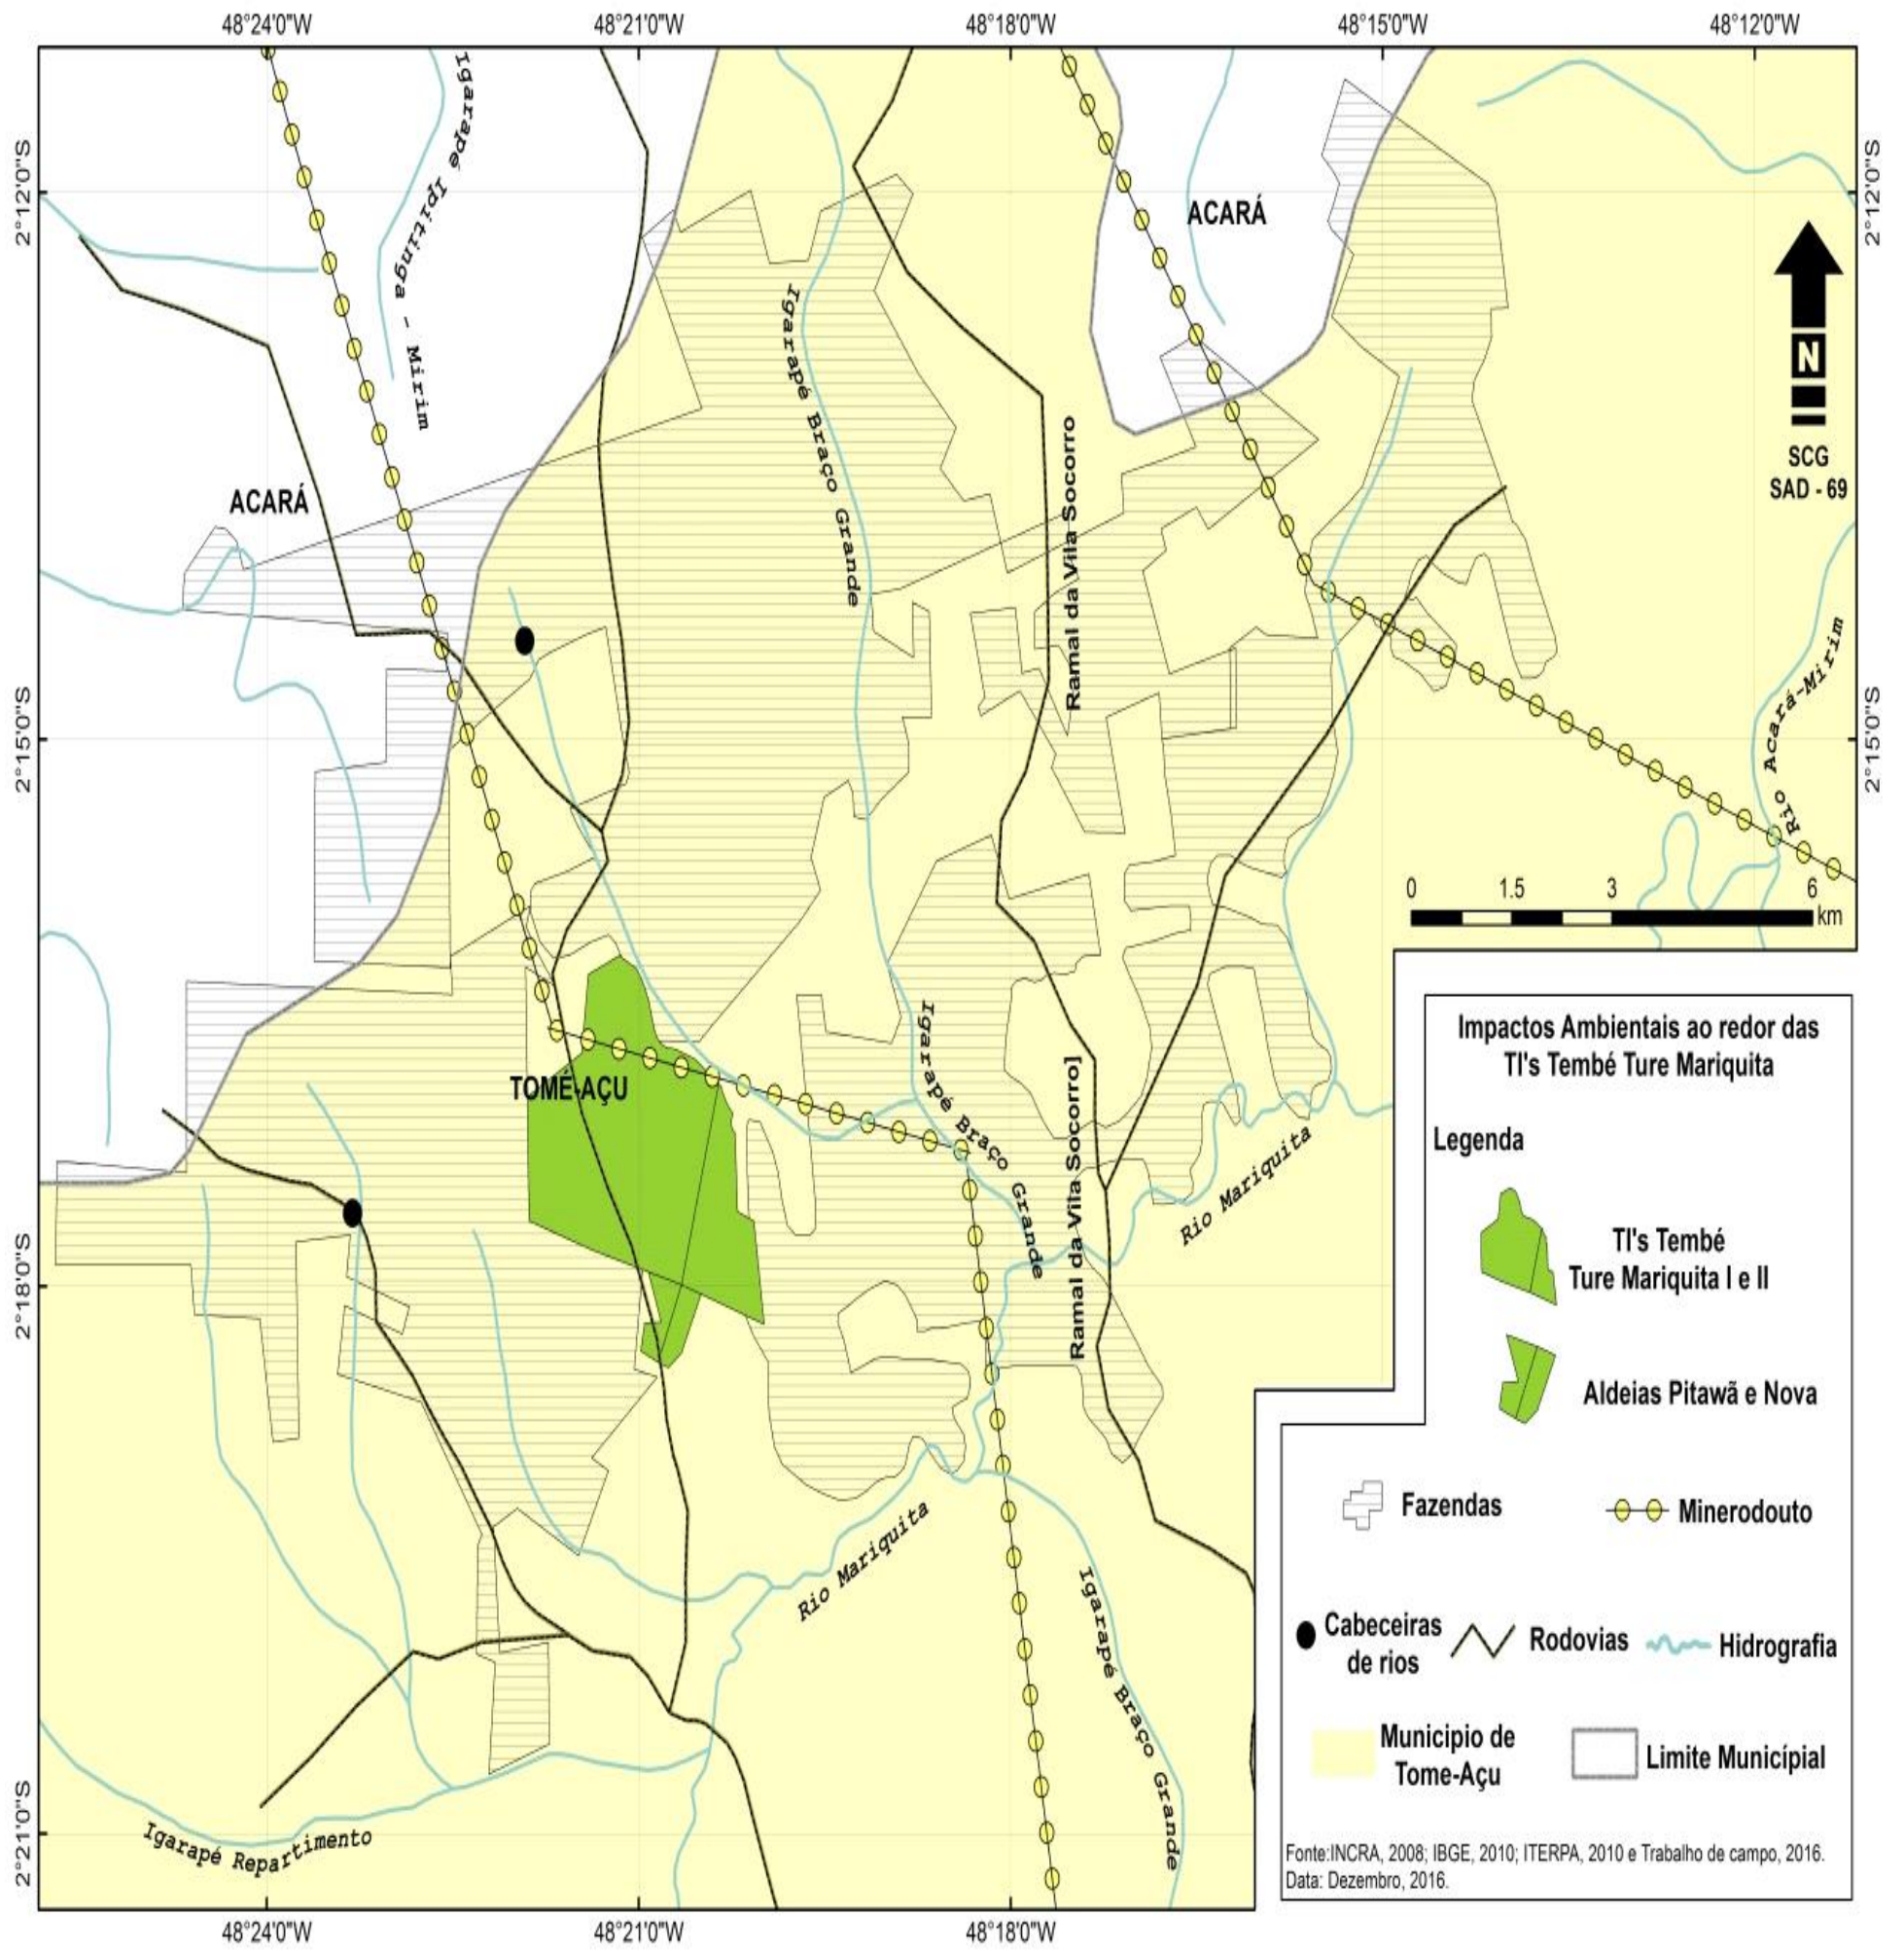 48°24'0"W
48°21'0"W
48°18'0"W
48°15'0"W
48°12'0"W
2°12'0"S
2°12'0"S
Igarapé Ipitinga - Mirim
ACARÁ
N
SCG
SAD - 69
Igarapé Braço Grande
Ramal da Vila Socorro
ACARÁ
2°15'0"S
2°15'0"S
Rio Acará-Mirim
0 1.5 3 6
km
TOMÉ-AÇU
Igarapé Braço Grande
Ramal da Vila Socorro]
Rio Mariquita
2°18'0"S
Rio Mariquita
Igarapé Braço Grande
Igarapé Repartimento
2°21'0"S
48°24'0"W
48°21'0"W
48°18'0"W
Impactos Ambientais ao redor das
TI's Tembé Ture Mariquita
Legenda
TI's Tembé
Ture Mariquita I e II
Aldeias Pitawã e Nova
Fazendas
Minerodouto
Cabeceiras
de rios
Rodovias
Hidrografia
Municipio de
Tome-Açu
Limite Municípial
Fonte:INCRA, 2008; IBGE, 2010; ITERPA, 2010 e Trabalho de campo, 2016.
Data: Dezembro, 2016.